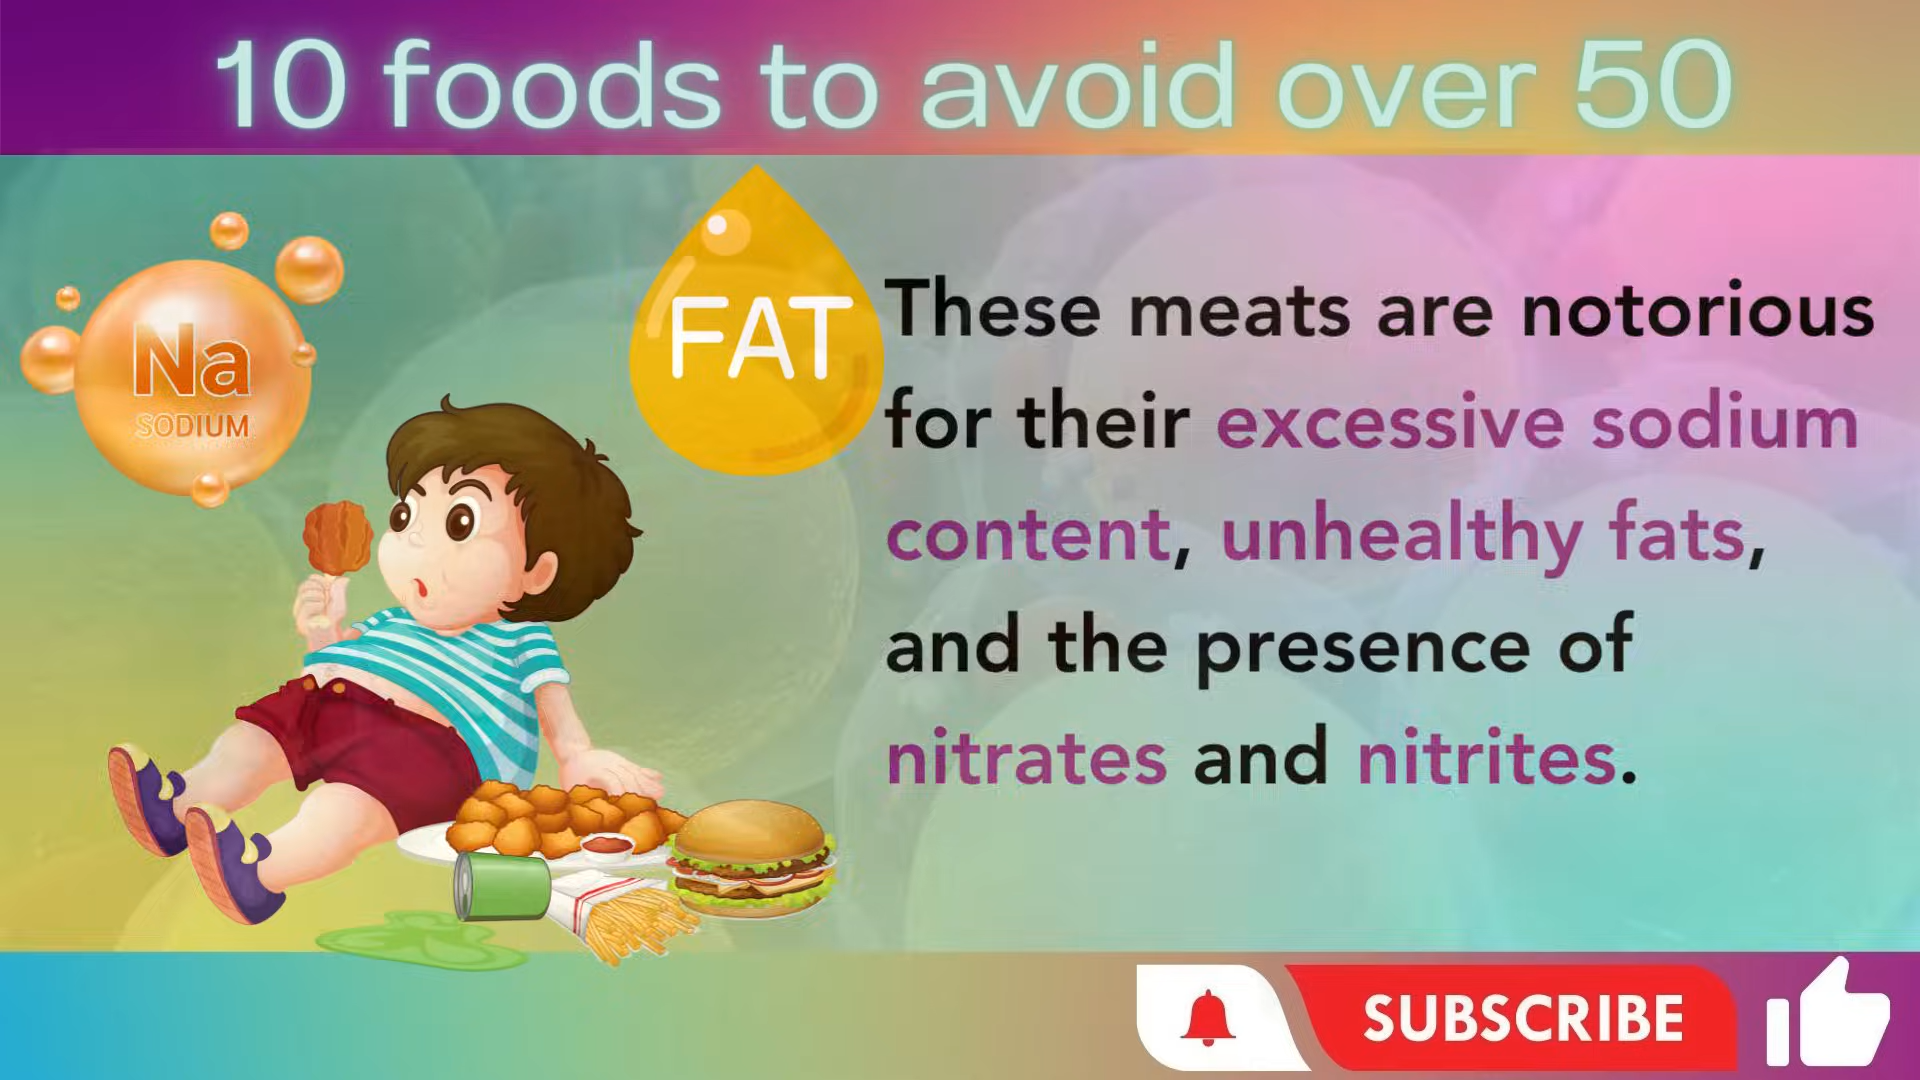 10 foods to avoid over 50
Na
SODIUM
FAT
These meats are notorious
for their excessive sodium
content, unhealthy fats,
and the presence of
nitrates and nitrites.
SUBSCRIBE